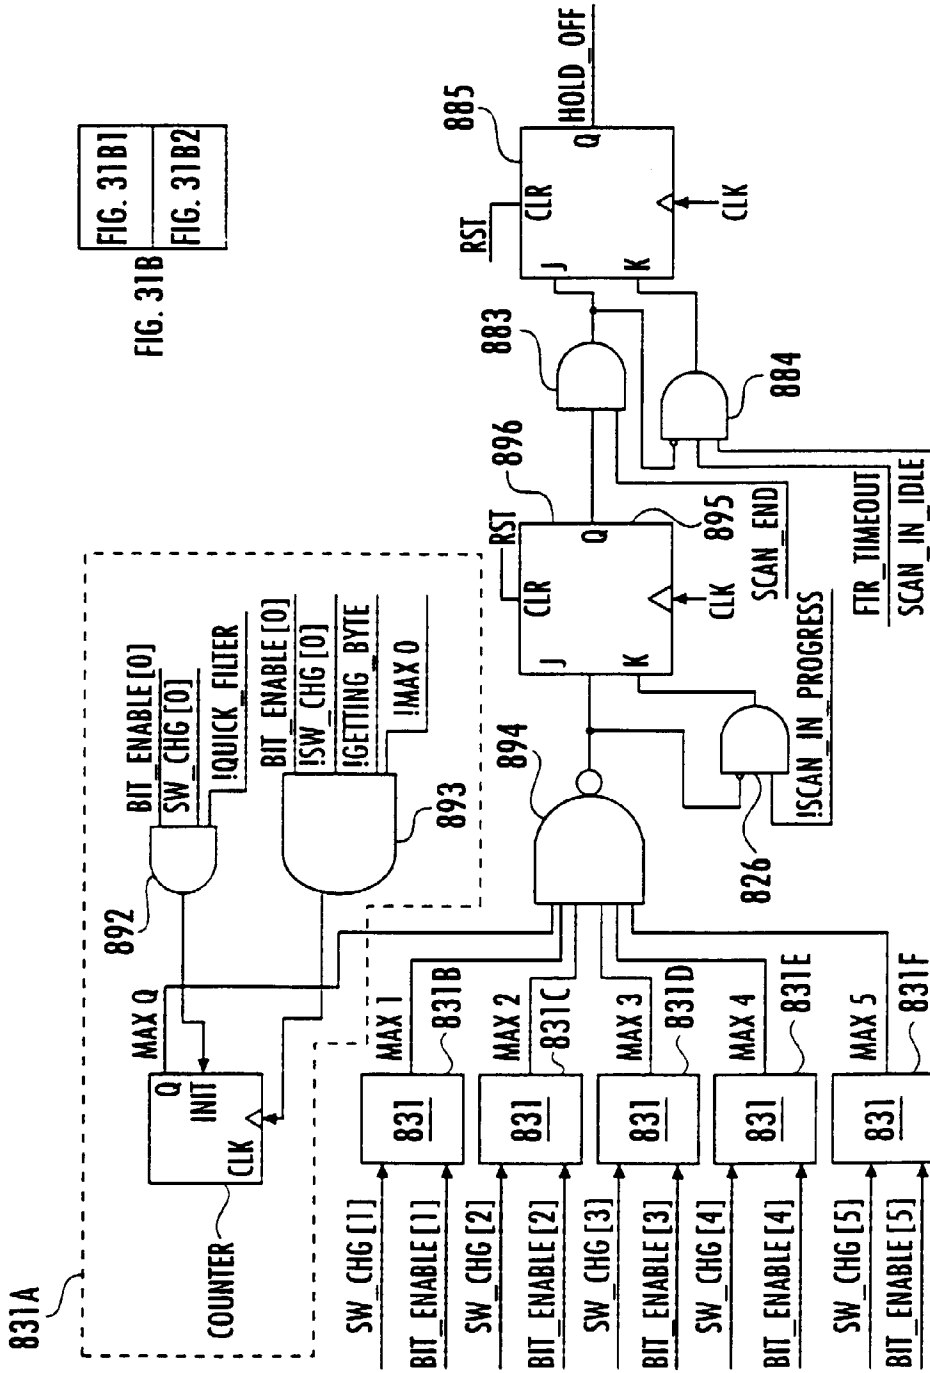 FIG. 31B
FIG. 31B1
FIG. 31B2
831A
COUNTER
Q
INIT
CLK
MAX Q
892
BIT_ENABLE [0]
SW_CHG [0]
!QUICK_FILTER
893
BIT_ENABLE [0]
!SW_CHG [0]
!GETTING_BYTE
!MAX 0
SW_CHG [1]
BIT_ENABLE [1]
831
MAX 1
831B
SW_CHG [2]
BIT_ENABLE [2]
831
MAX 2
831C
SW_CHG [3]
BIT_ENABLE [3]
831
MAX 3
831D
SW_CHG [4]
BIT_ENABLE [4]
831
MAX 4
831E
SW_CHG [5]
BIT_ENABLE [5]
831
MAX 5
831F
894
826
!SCAN_IN_PROGRESS
896
RST
CLR
J
Q
K
895
CLK
SCAN_END
883
884
FTR_TIMEOUT
SCAN_IN_IDLE
885
RST
CLR
J
Q
K
CLK
HOLD_OFF